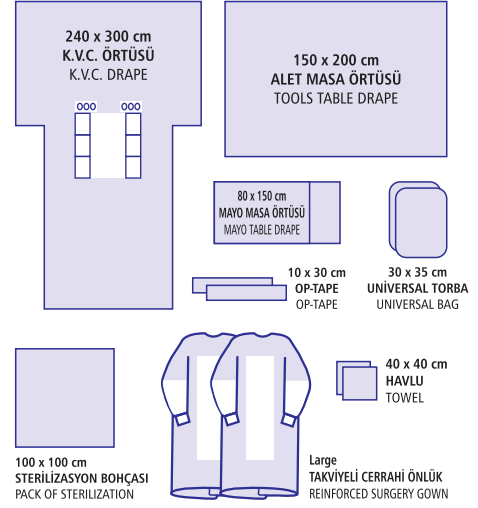 240 x 300 cm
K.V.C. ÖRTÜSÜ
K.V.C. DRAPE
150 x 200 cm
ALET MASA ÖRTÜSÜ
TOOLS TABLE DRAPE
80 x 150 cm
MAYO MASA ÖRTÜSÜ
MAYO TABLE DRAPE
10 x 30 cm
OP-TAPE
OP-TAPE
30 x 35 cm
UNİVERSAL TORBA
UNIVERSAL BAG
40 x 40 cm
HAVLU
TOWEL
100 x 100 cm
STERİLİZASYON BOHÇASI
PACK OF STERILIZATION
Large
TAKVİYELİ CERRAHİ ÖNLÜK
REINFORCED SURGERY GOWN